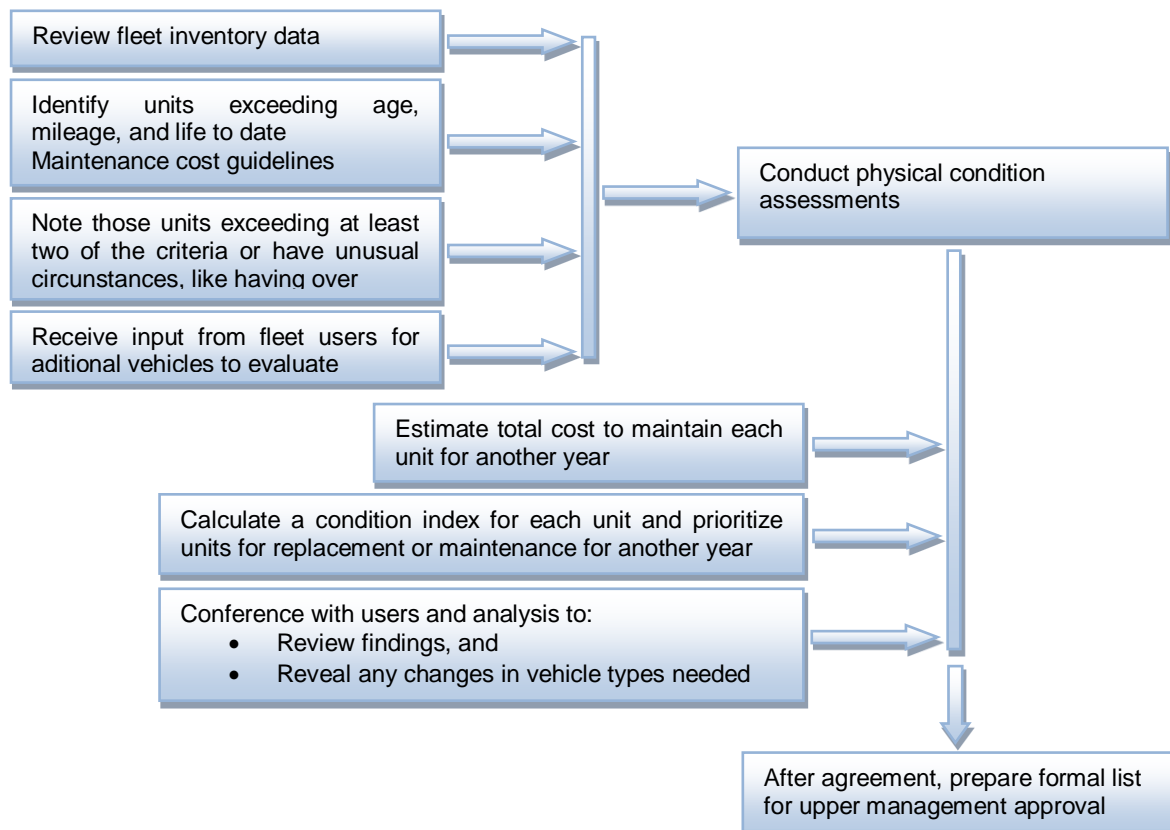 Review fleet inventory data
Identify units exceeding age,
mileage, and life to date
Maintenance cost guidelines
Note those units exceeding at least
two of the criteria or have unusual
circunstances, like having over
Receive input from fleet users for
aditional vehicles to evaluate
Conduct physical condition
assessments
Estimate total cost to maintain each
unit for another year
Calculate a condition index for each unit and prioritize
units for replacement or maintenance for another year
Conference with users and analysis to:
• Review findings, and
• Reveal any changes in vehicle types needed
After agreement, prepare formal list
for upper management approval